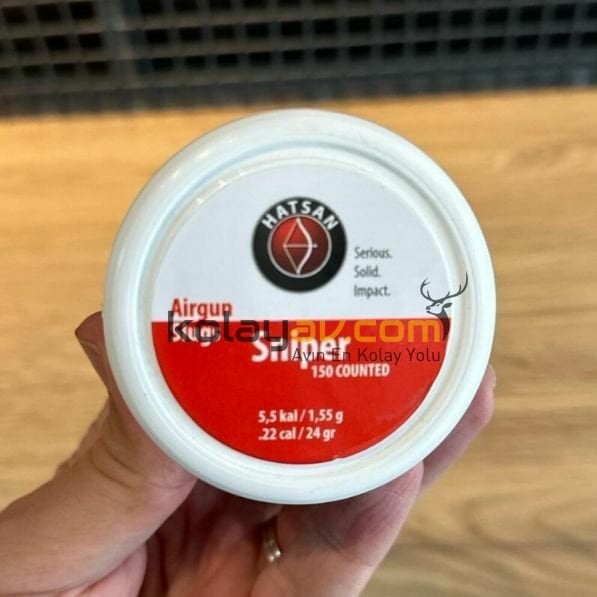 HATSAN
Serious.
Solid.
Impact.
Airgun
kolayav.com
Avın En Kolay Yolu
150 COUNTED
5,5 kal / 1,55 g
.22 cal / 24 gr